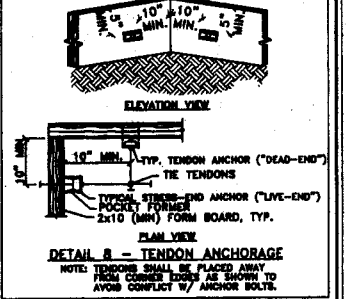 5" 10" MIN. 10" MIN. 5"
ELEVATION VIEW
10" MIN.
10" MIN.
TYP. TENDON ANCHOR ("DEAD-END")
TIE TENDONS
TYPICAL STRESS-END ANCHOR ("LIVE-END")
POCKET FORMER
2x10 (MIN) FORM BOARD, TYP.
PLAN VIEW
DETAIL 8 - TENDON ANCHORAGE
NOTE: TENDONS SHALL BE PLACED AWAY
FROM CORNER EDGES AS SHOWN TO
AVOID CONFLICT W/ ANCHOR BOLTS.